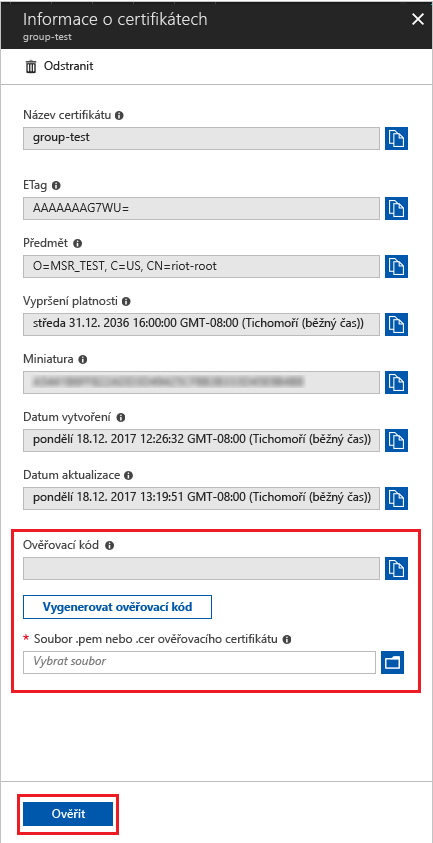 Informace o certifikátech
group-test
Odstranit
Název certifikátu
group-test
ETag
AAAAAAAG7WU=
Předmět
O=MSR_TEST, C=US, CN=riot-root
Vypršení platnosti
středa 31.12. 2036 16:00:00 GMT-08:00 (Tichomoří (běžný čas))
Miniatura
Datum vytvoření
pondělí 18.12. 2017 12:26:32 GMT-08:00 (Tichomoří (běžný čas))
Datum aktualizace
pondělí 18.12. 2017 13:19:51 GMT-08:00 (Tichomoří (běžný čas))
Ověřovací kód
Vygenerovat ověřovací kód
* Soubor .pem nebo .cer ověřovacího certifikátu
Vybrat soubor
Ověřit